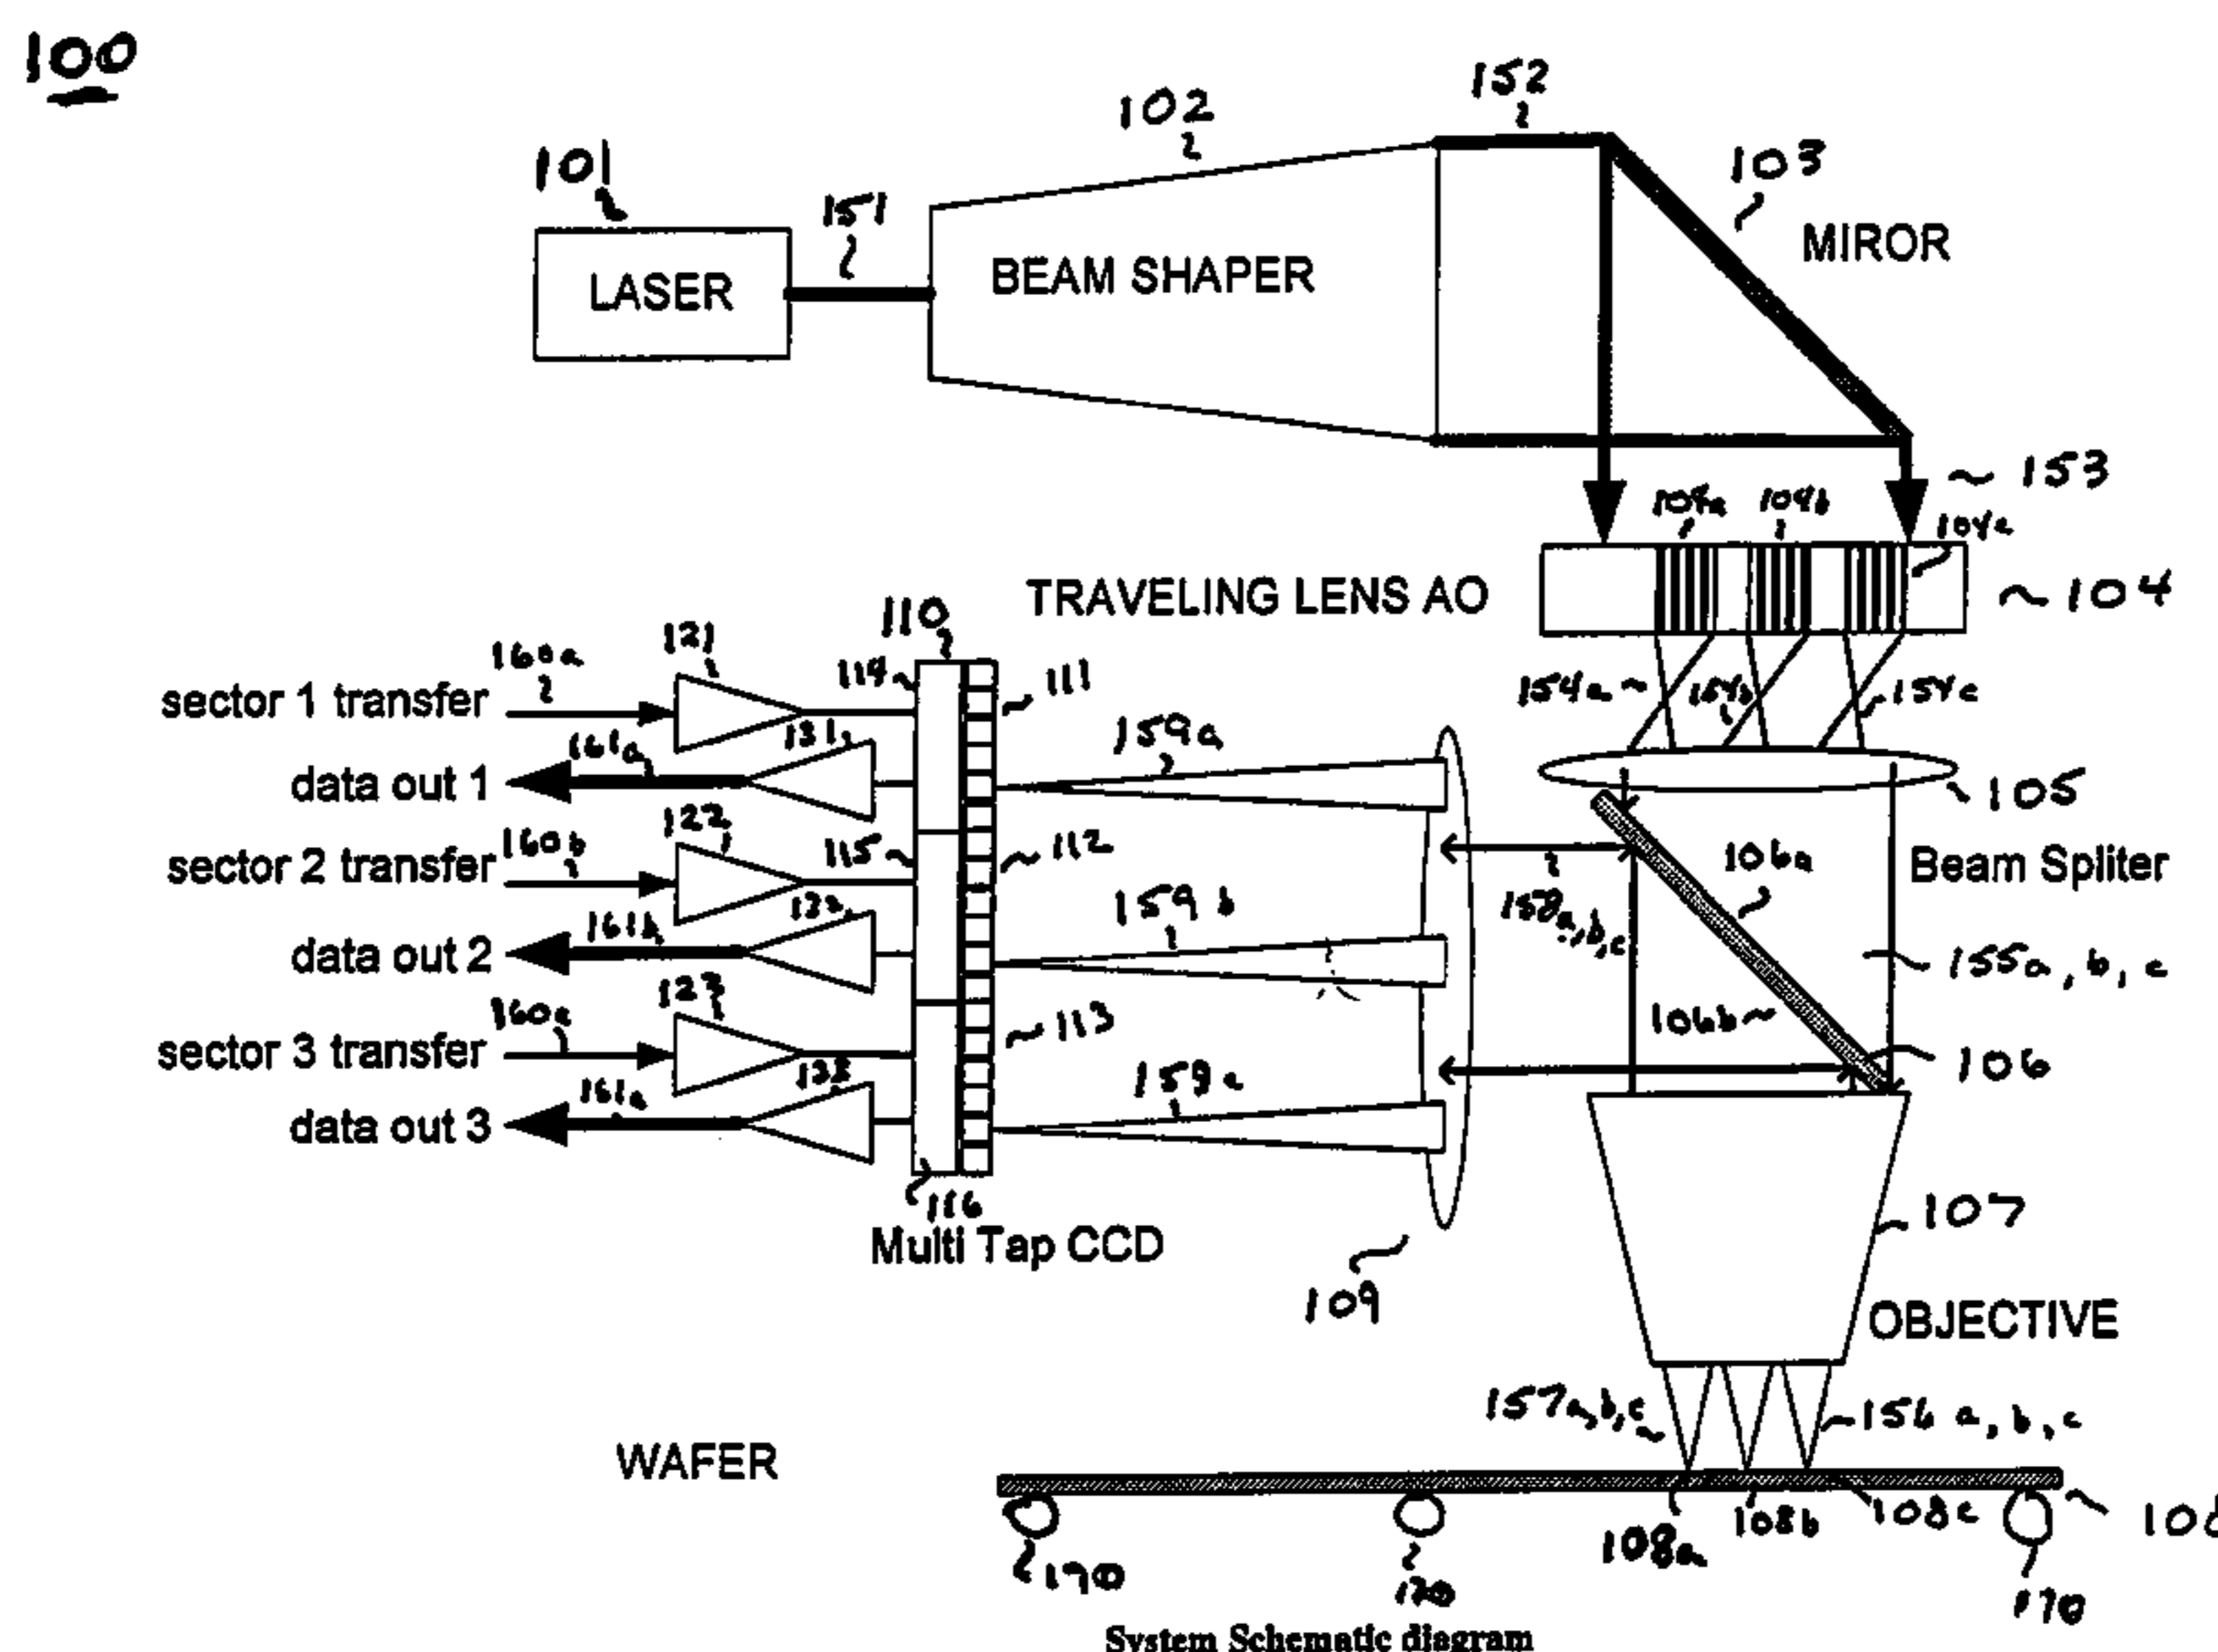 100
152
102
103
101
151
MIROR
LASER
BEAM SHAPER
153
104a
104b
104c
TRAVELING LENS AO
104
110
121
160a
114
111
154a
154b
154c
sector 1 transfer
159a
161a
131
data out 1
105
122
160b
115
112
106a
Beam Spliter
sector 2 transfer
158a,b,c
159b
161b
132
data out 2
155a, b, c
123
160c
113
106b
sector 3 transfer
106
159c
data out 3
116
107
Multi Tap CCD
109
OBJECTIVE
157a,b,c
156 a, b, c
WAFER
108a
108b
108c
170
170
170
System Schematic diagram